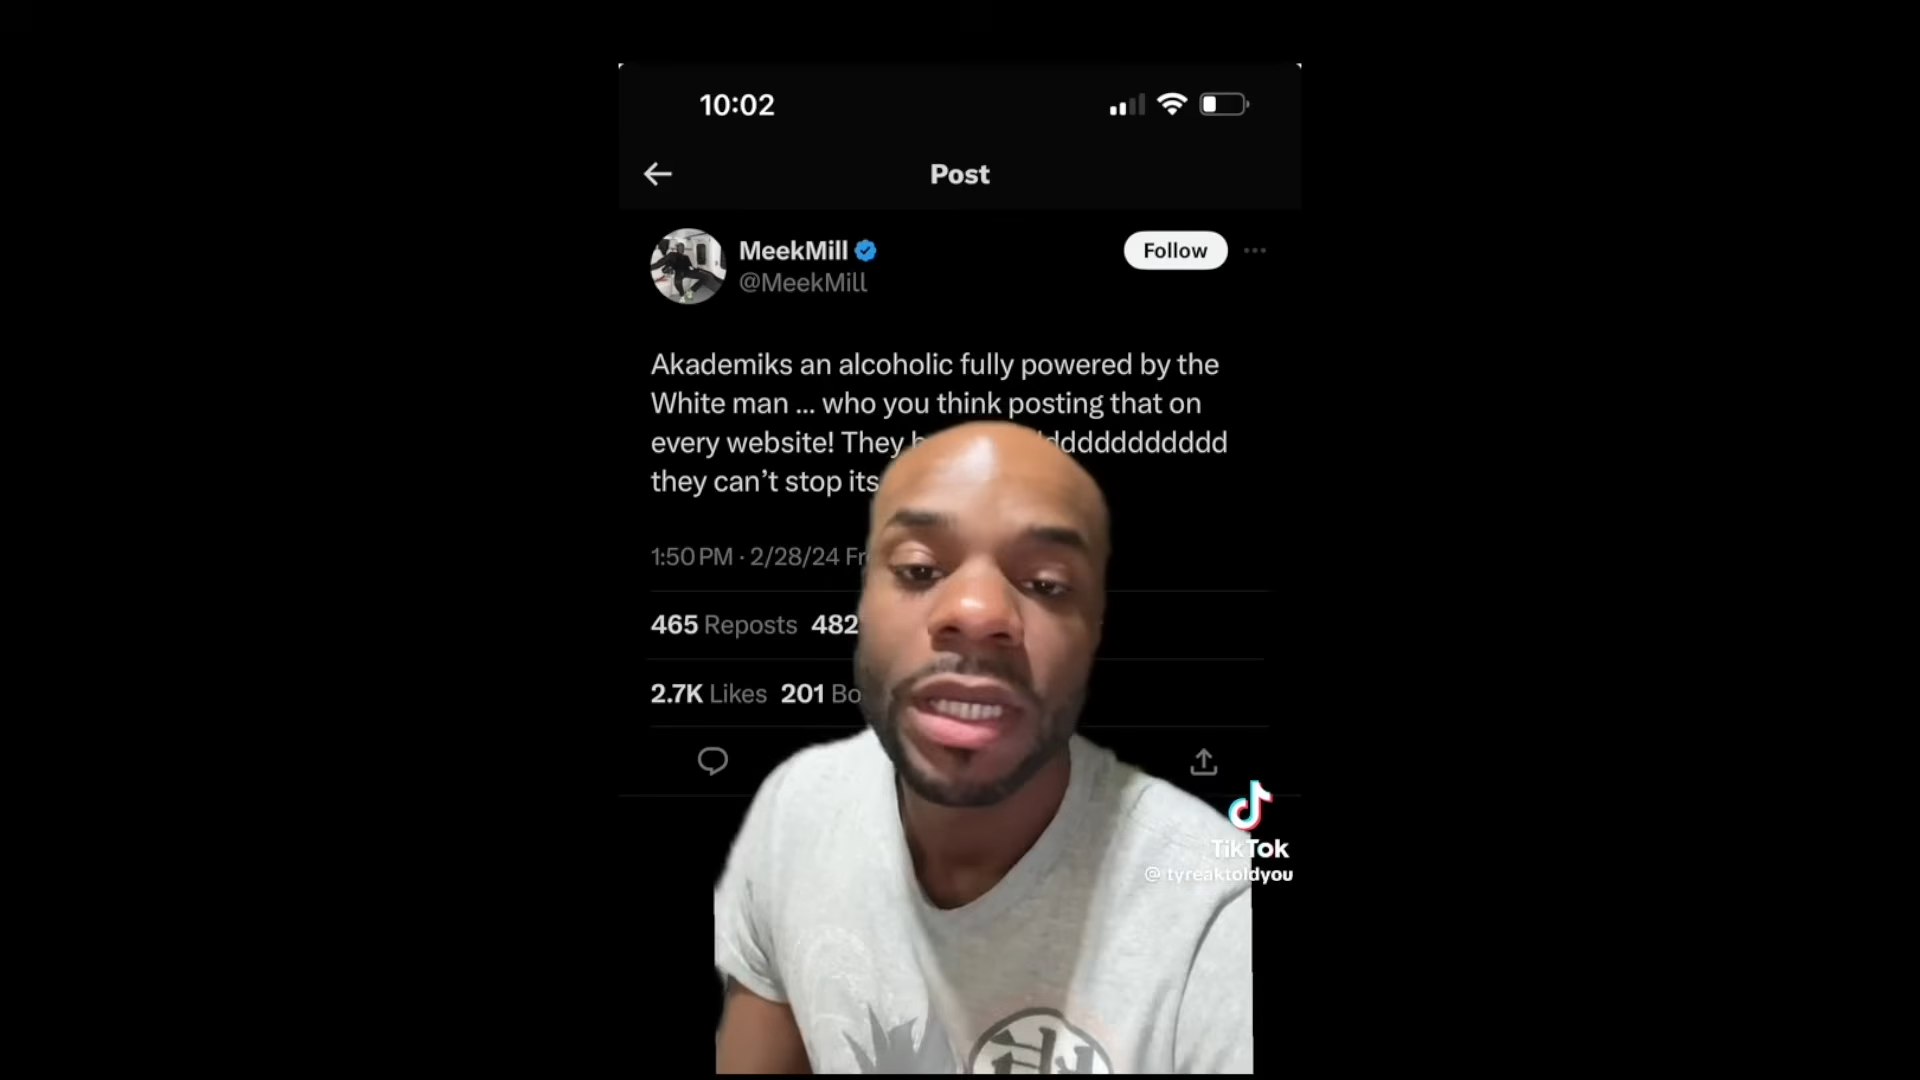 10:02
Post
MeekMill
@MeekMill
Follow
Akademiks an alcoholic fully powered by the
White man ... who you think posting that on
every website! They
they can't stop its
1:50 PM · 2/28/24
465 Reposts 482
2.7K Likes 201
TikTok
@ tyreaktoldyou